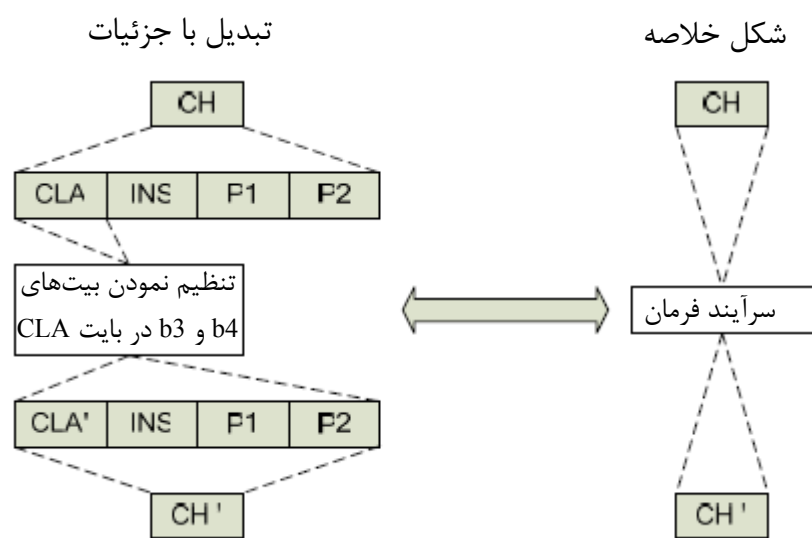 شکل خلاصه
تبدیل با جزئیات
CH
CH
CLA INS P1 P2
تنظیم نمودن بیت‌های
b3 و b4 در بایت CLA
سرآیند فرمان
CLA' INS P1 P2
CH '
CH '